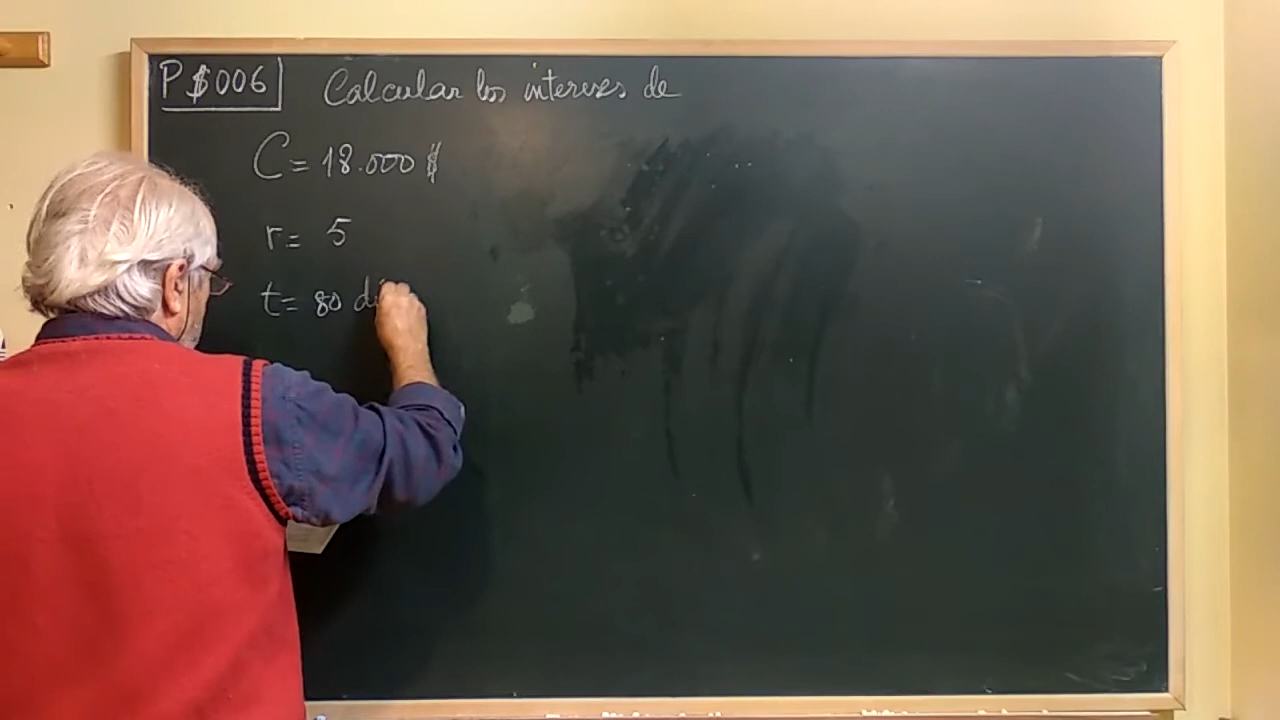 P$006 Calcular los intereses de
C = 18.000 $
r = 5
t = 80 dí